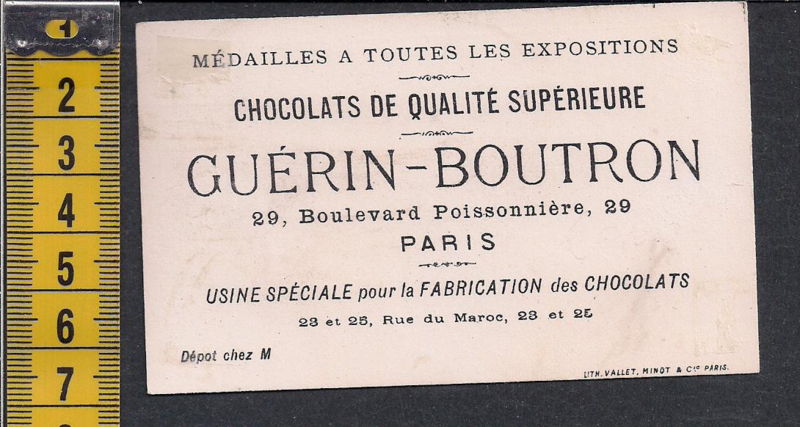 MÉDAILLES A TOUTES LES EXPOSITIONS
CHOCOLATS DE QUALITÉ SUPÉRIEURE
GUÉRIN-BOUTRON
29, Boulevard Poissonnière, 29
PARIS
USINE SPÉCIALE pour la FABRICATION des CHOCOLATS
23 et 25, Rue du Maroc, 23 et 25
Dépot chez M
LITH. VALLET, MINOT & Cie PARIS.
1
2
3
4
5
6
7